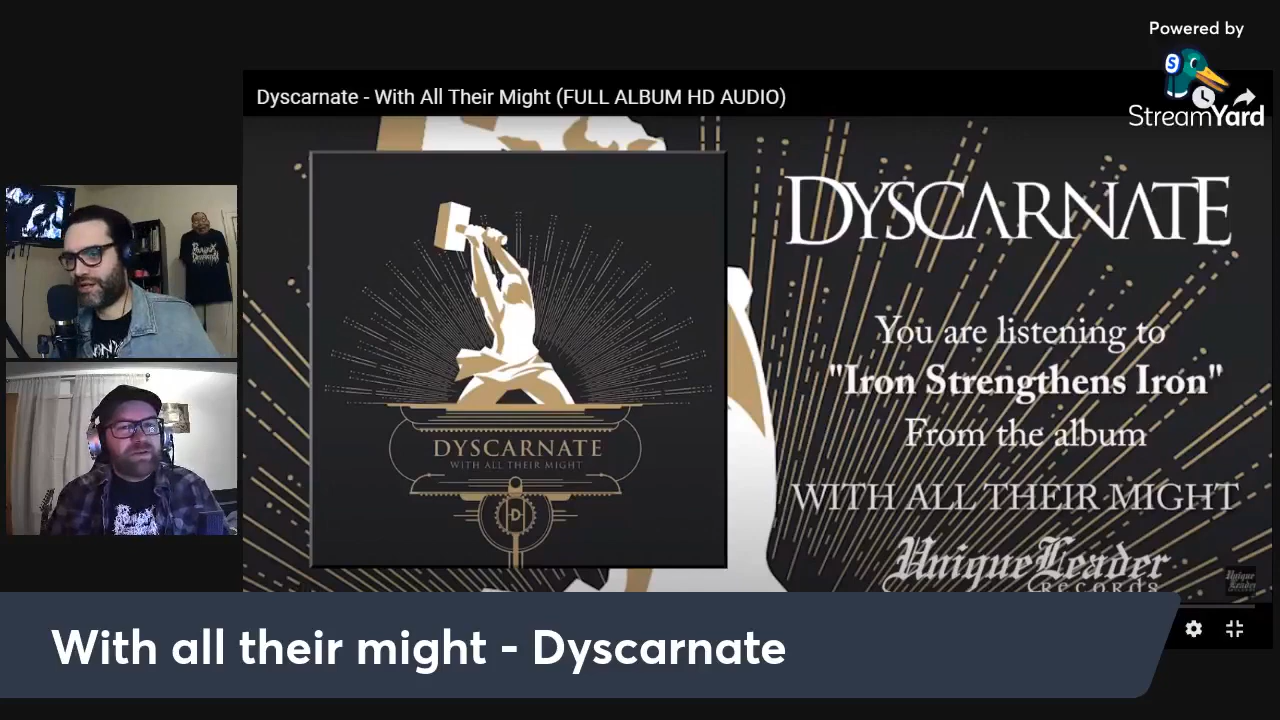 Powered by
StreamYard
Dyscarnate - With All Their Might (FULL ALBUM HD AUDIO)
DYSCARNATE
You are listening to
"Iron Strengthens Iron"
From the album
WITH ALL THEIR MIGHT
Unique Leader
RECORDS
Unique
Leader
DYSCARNATE
WITH ALL THEIR MIGHT
D
With all their might - Dyscarnate